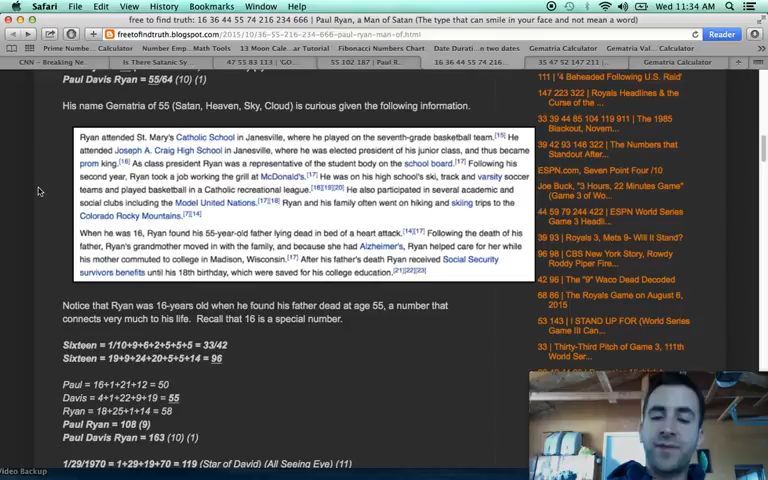 Safari File Edit View History Bookmarks Window Help Wed 11:34 AM
free to find truth: 16 36 44 55 74 216 234 666 | Paul Ryan, a Man of Satan (The type that can smile in your face and not mean a word)
freetofindtruth.blogspot.com/2015/10/16-36-55-74-216-234-666-paul-ryan-man-of.html
Reader
Prime Number Calculator Number Empi...Math Tools 13 Moon Calendar Tutorial Fibonacci Numbers Chart Date Durati...n two dates Gematria Calculator Gematria Val...
CNN - Breaking Ne... Is There Satanic Sy... 47 55 83 113 | 'GO... 55 102 187 | Paul R... 16 36 44 55 74 216... 35 47 52 147 211 |... Gematria Calculator
Paul Davis Ryan = 55/64 (10) (1)
His name Gematria of 55 (Satan, Heaven, Sky, Cloud) is curious given the following information.
Ryan attended St. Mary's Catholic School in Janesville, where he played on the seventh-grade basketball team.[15] He
attended Joseph A. Craig High School in Janesville, where he was elected president of his junior class, and thus became
prom king.[16] As class president Ryan was a representative of the student body on the school board.[17] Following his
second year, Ryan took a job working the grill at McDonald's.[17] He was on his high school's ski, track and varsity soccer
teams and played basketball in a Catholic recreational league.[18][19][20] He also participated in several academic and
social clubs including the Model United Nations.[17][18] Ryan and his family often went on hiking and skiing trips to the
Colorado Rocky Mountains.[7][14]
When he was 16, Ryan found his 55-year-old father lying dead in bed of a heart attack.[14][17] Following the death of his
father, Ryan's grandmother moved in with the family, and because she had Alzheimer's, Ryan helped care for her while
his mother commuted to college in Madison, Wisconsin.[17] After his father's death Ryan received Social Security
survivors benefits until his 18th birthday, which were saved for his college education.[21][22][23]
Notice that Ryan was 16-years old when he found his father dead at age 55, a number that
connects very much to his life. Recall that 16 is a special number.
Sixteen = 1/10+9+6+2+5+5+5 = 33/42
Sixteen = 19+9+24+20+5+5+14 = 96
Paul = 16+1+21+12 = 50
Davis = 4+1+22+9+19 = 55
Ryan = 18+25+1+14 = 58
Paul Ryan = 108 (9)
Paul Davis Ryan = 163 (10) (1)
1/29/1970 = 1+29+19+70 = 119 (Star of David) (All Seeing Eye) (11)
111 | '4 Beheaded Following U.S. Raid'
147 223 322 | Royals Headlines & the
Curse of the ...
39 44 85 104 119 911 | The 1985
Blackout, Novem...
39 42 93 146 322 | The Numbers that
Standout After...
ESPN.com, Seven Point Four /10
Joe Buck, "3 Hours, 22 Minutes Game"
(Game 3 of Wor...
44 59 79 244 422 | ESPN World Series
Game 3 Headl...
39 93 | Royals 3, Mets 9- Will It Stand?
96 98 | CBS New York Story, Rowdy
Roddy Piper Fire...
42 96 | The "9" Waco Dead Decoded
68 86 | The Royals Game on August 6,
2015
53 143 | I STAND UP FOR (World Series
Game III Can...
33 | Thirty-Third Pitch of Game 3, 111th
World Ser...
Video Backup